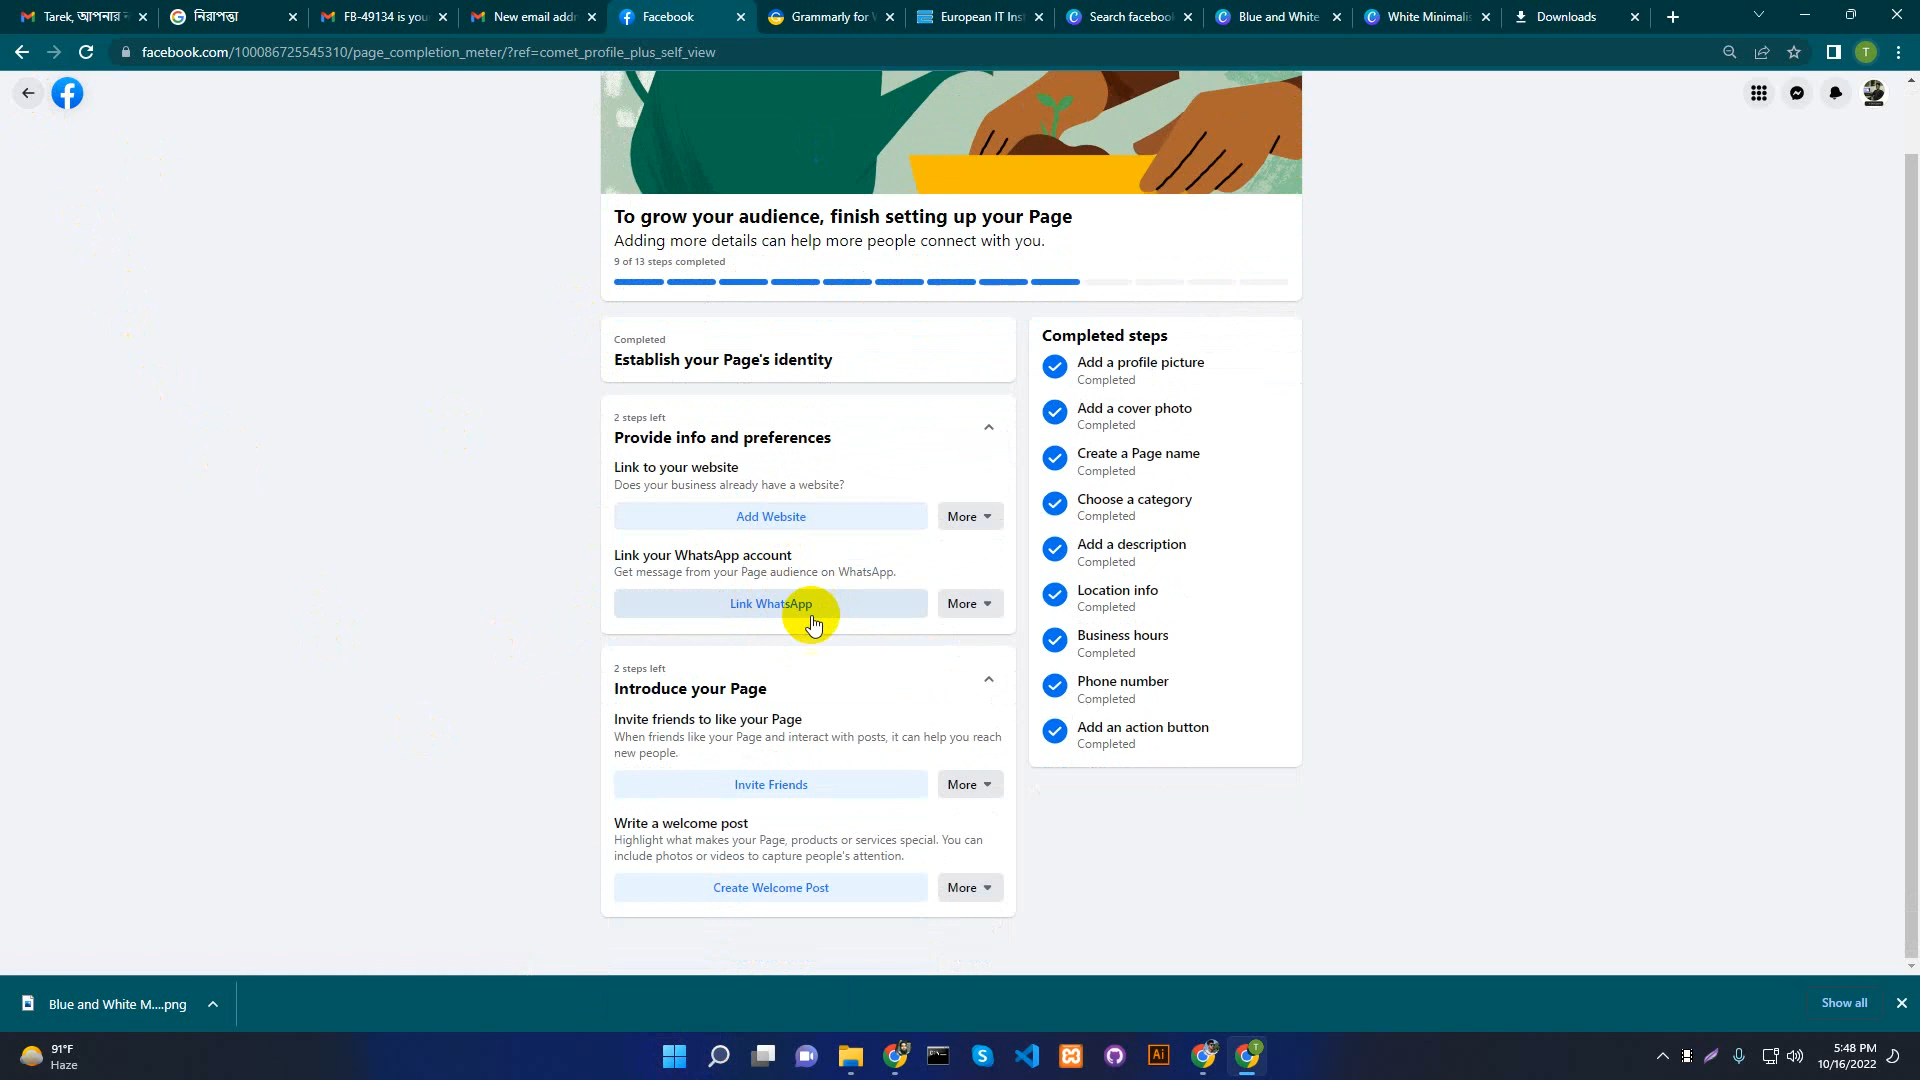 Tarek, আপনার
নিরাপত্তা
FB-49134 is you
New email addr
Facebook
Grammarly for
European IT Ins
Search faceboo
Blue and White
White Minimalis
Downloads
facebook.com/100086725545310/page_completion_meter/?ref=comet_profile_plus_self_view
T
To grow your audience, finish setting up your Page
Adding more details can help more people connect with you.
9 of 13 steps completed
Completed
Establish your Page's identity
2 steps left
Provide info and preferences
Link to your website
Does your business already have a website?
Add Website
More
Link your WhatsApp account
Get message from your Page audience on WhatsApp.
Link WhatsApp
More
2 steps left
Introduce your Page
Invite friends to like your Page
When friends like your Page and interact with posts, it can help you reach
new people.
Invite Friends
More
Write a welcome post
Highlight what makes your Page, products or services special. You can
include photos or videos to capture people's attention.
Create Welcome Post
More
Completed steps
Add a profile picture
Completed
Add a cover photo
Completed
Create a Page name
Completed
Choose a category
Completed
Add a description
Completed
Location info
Completed
Business hours
Completed
Phone number
Completed
Add an action button
Completed
Blue and White M....png
Show all
91°F
Haze
Ai
T
5:48 PM
10/16/2022